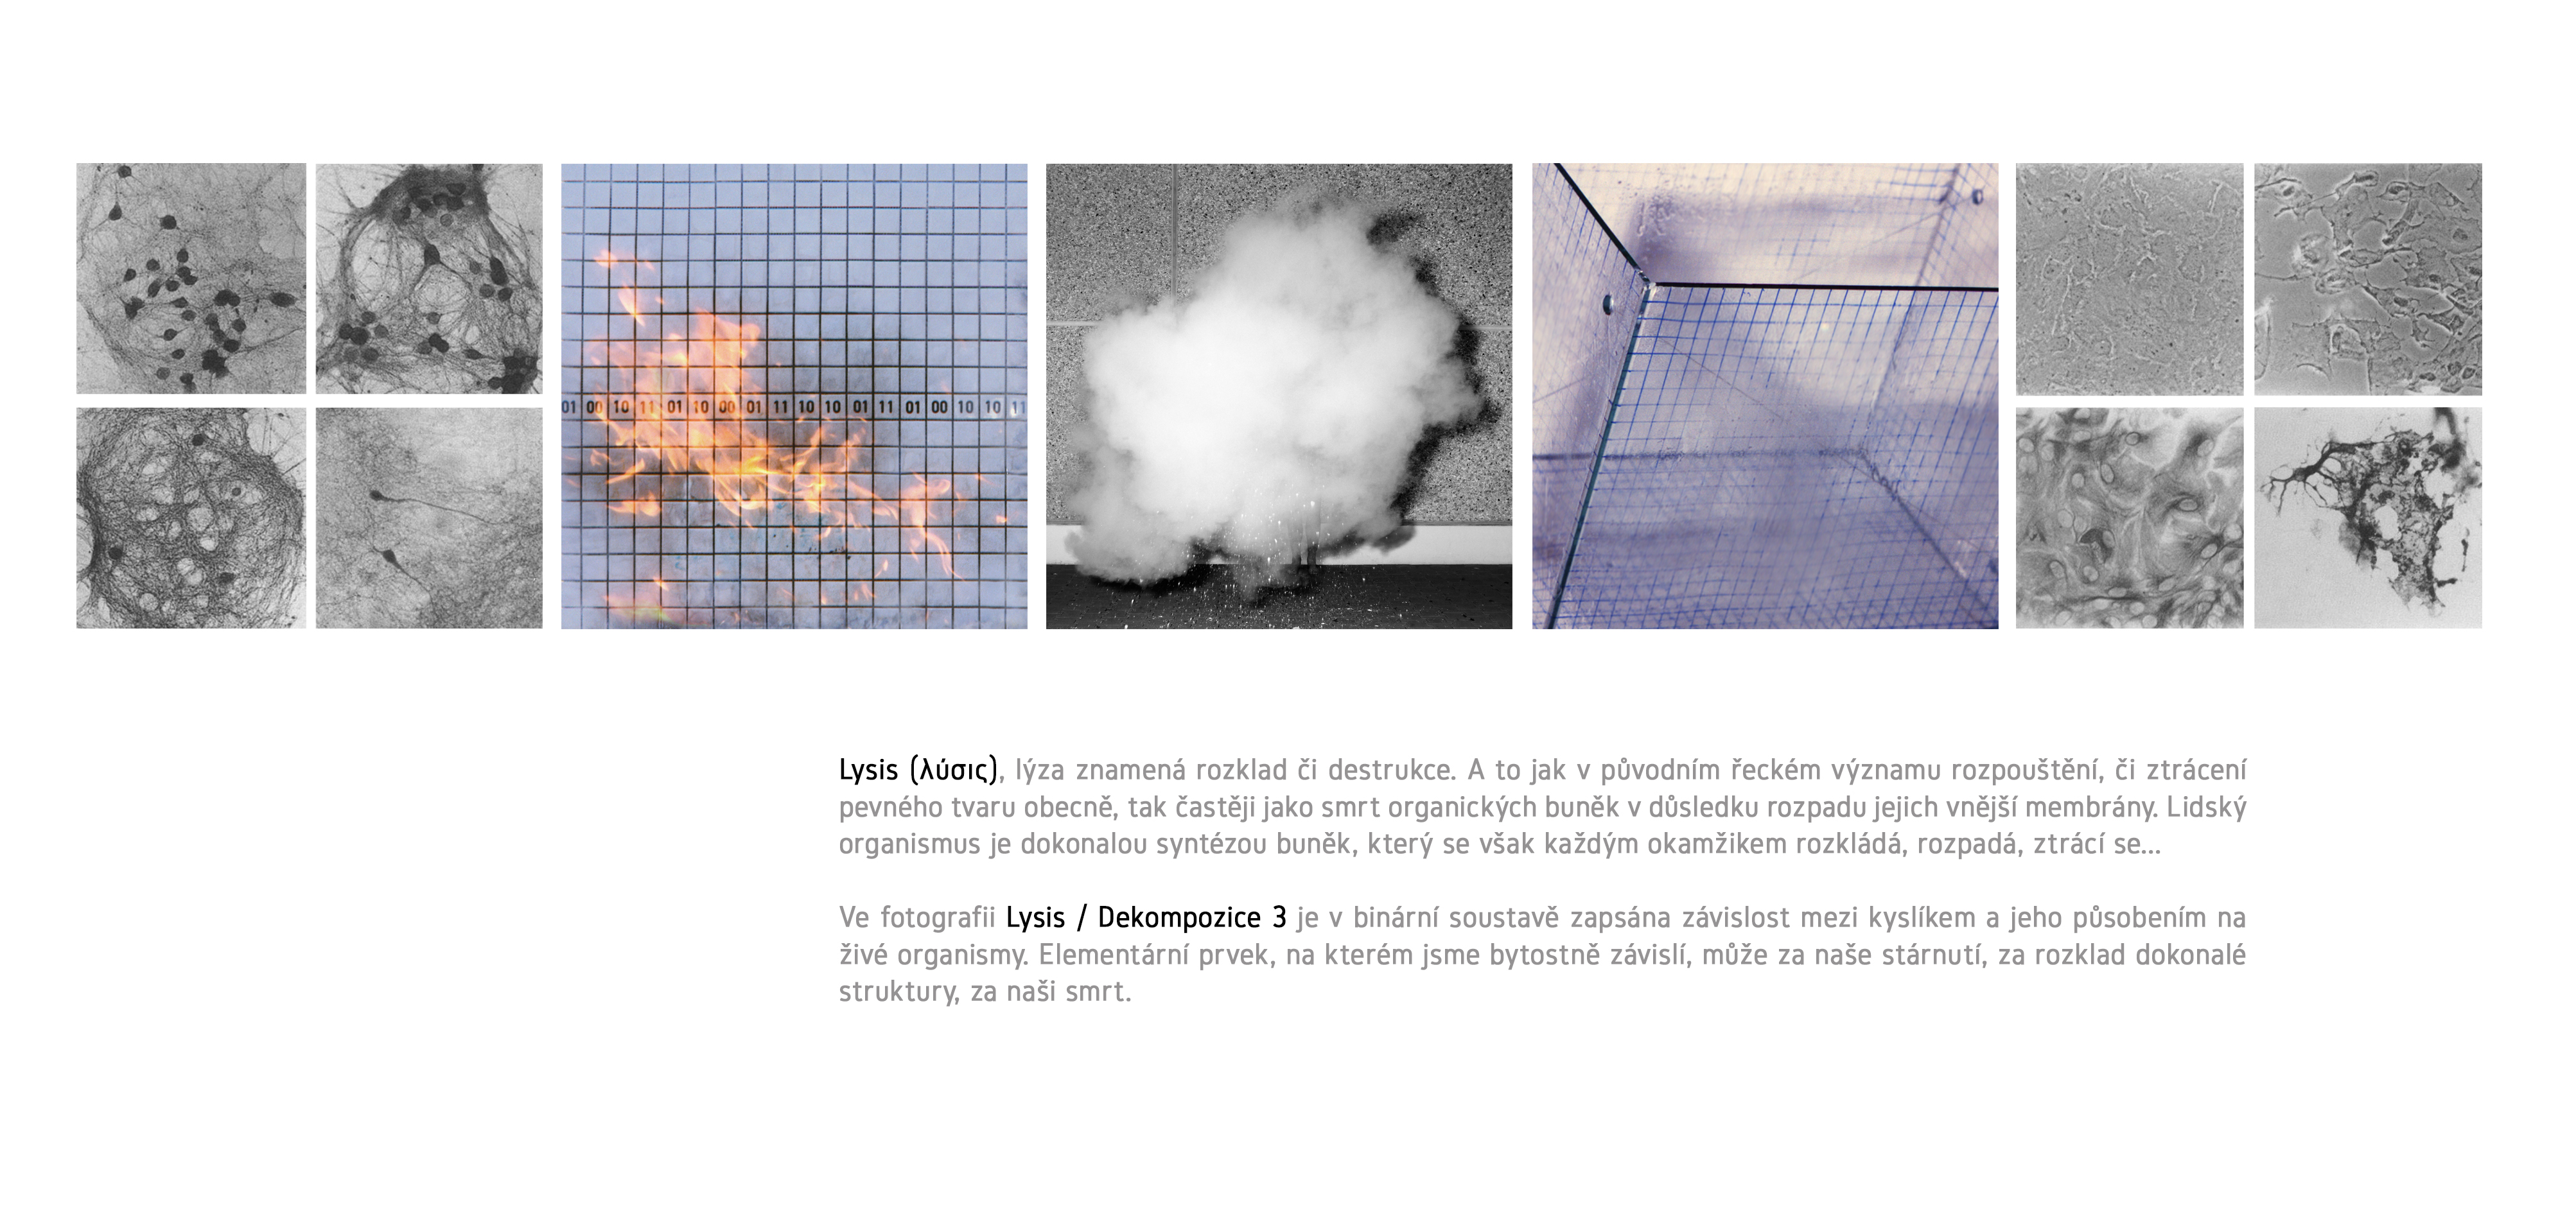 01 00 10 11 01 10 00 01 11 10 10 01 11 01 00 10 10 11
Lysis (λύσις), lýza znamená rozklad či destrukce. A to jak v původním řeckém významu rozpouštění, či ztrácení
pevného tvaru obecně, tak častěji jako smrt organických buněk v důsledku rozpadu jejich vnější membrány. Lidský
organismus je dokonalou syntézou buněk, který se však každým okamžikem rozkládá, rozpadá, ztrácí se...
Ve fotografii Lysis / Dekompozice 3 je v binární soustavě zapsána závislost mezi kyslíkem a jeho působením na
živé organismy. Elementární prvek, na kterém jsme bytostně závislí, může za naše stárnutí, za rozklad dokonalé
struktury, za naši smrt.